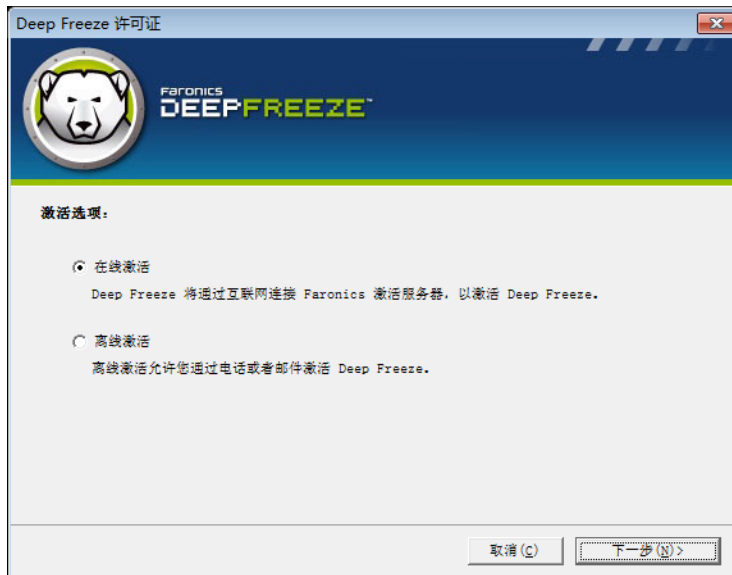 Deep Freeze 许可证
Faronics
DEEPFREEZE™
激活选项：
在线激活
Deep Freeze 将通过互联网连接 Faronics 激活服务器，以激活 Deep Freeze。
离线激活
离线激活允许您通过电话或者邮件激活 Deep Freeze。
取消(C)
下一步(N)>